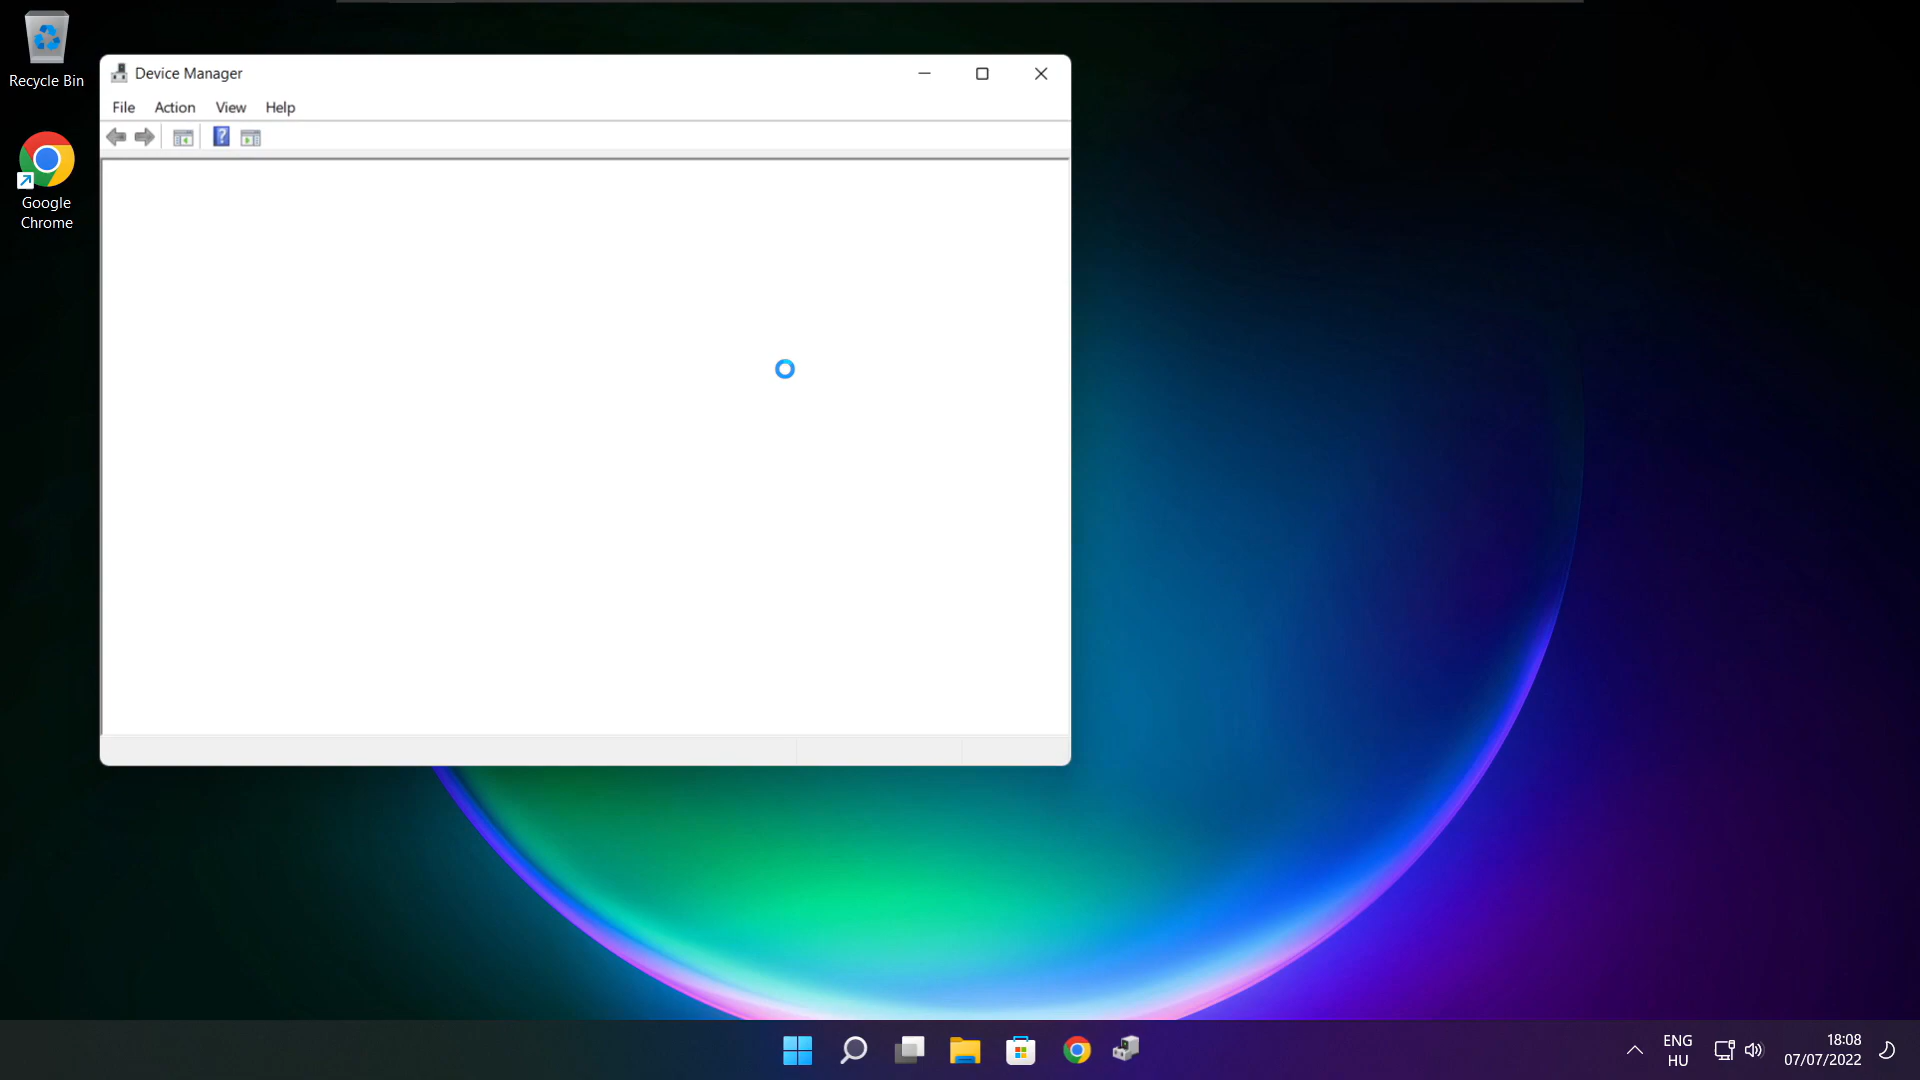 Recycle Bin
Device Manager
File Action View Help
?
Google
Chrome
ENG
HU
18:08
07/07/2022